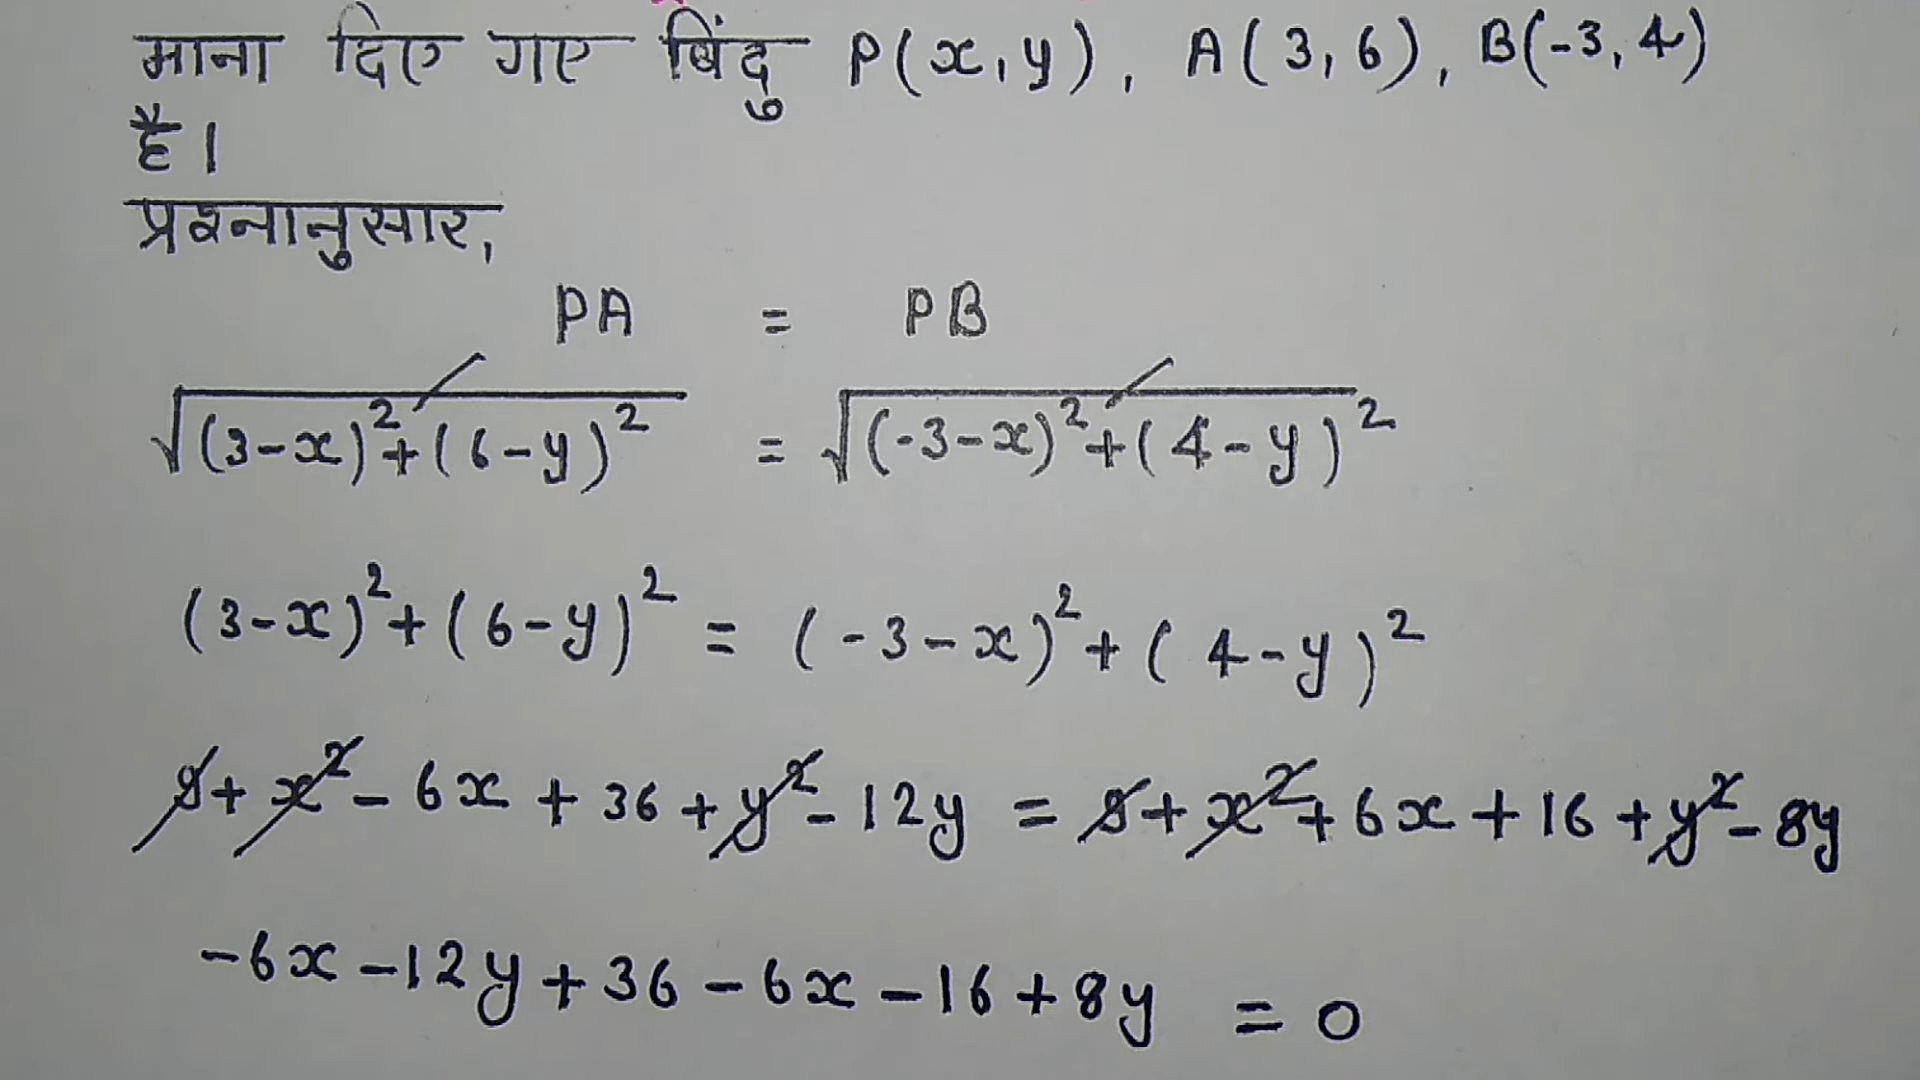 माना दिए गए बिंदु P(x, y), A(3, 6), B(-3, 4)
है।
प्रश्नानुसार,
PA = PB
√(3-x)²+(6-y)² = √(-3-x)²+(4-y)²
(3-x)²+(6-y)² = (-3-x)²+(4-y)²
9+x²-6x+36+y²-12y = 9+x²+6x+16+y²-8y
-6x-12y+36-6x-16+8y = 0